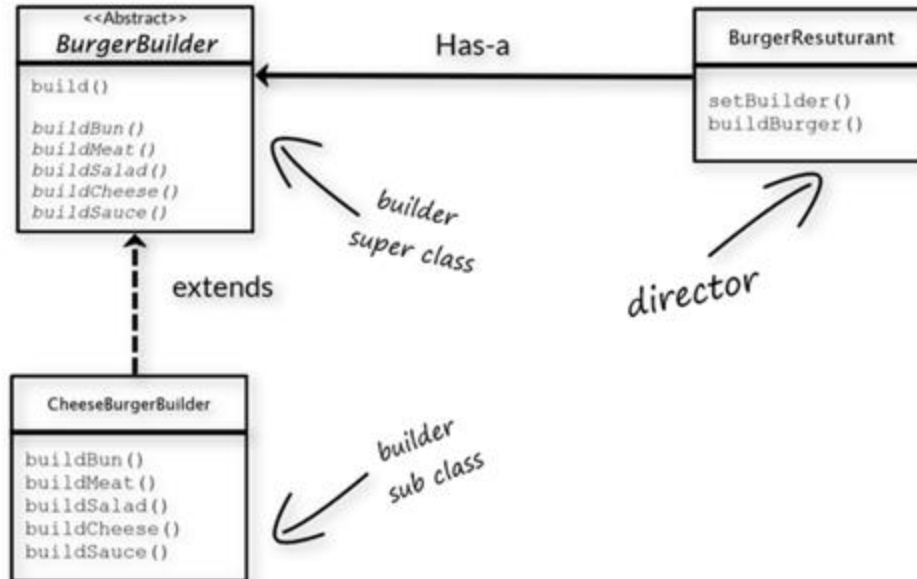 <<Abstract>>
BurgerBuilder
build()
buildBun()
buildMeat()
buildSalad()
buildCheese()
buildSauce()
Has-a
BurgerResuturant
setBuilder()
buildBurger()
builder
super class
director
extends
CheeseBurgerBuilder
buildBun()
buildMeat()
buildSalad()
buildCheese()
buildSauce()
builder
sub class